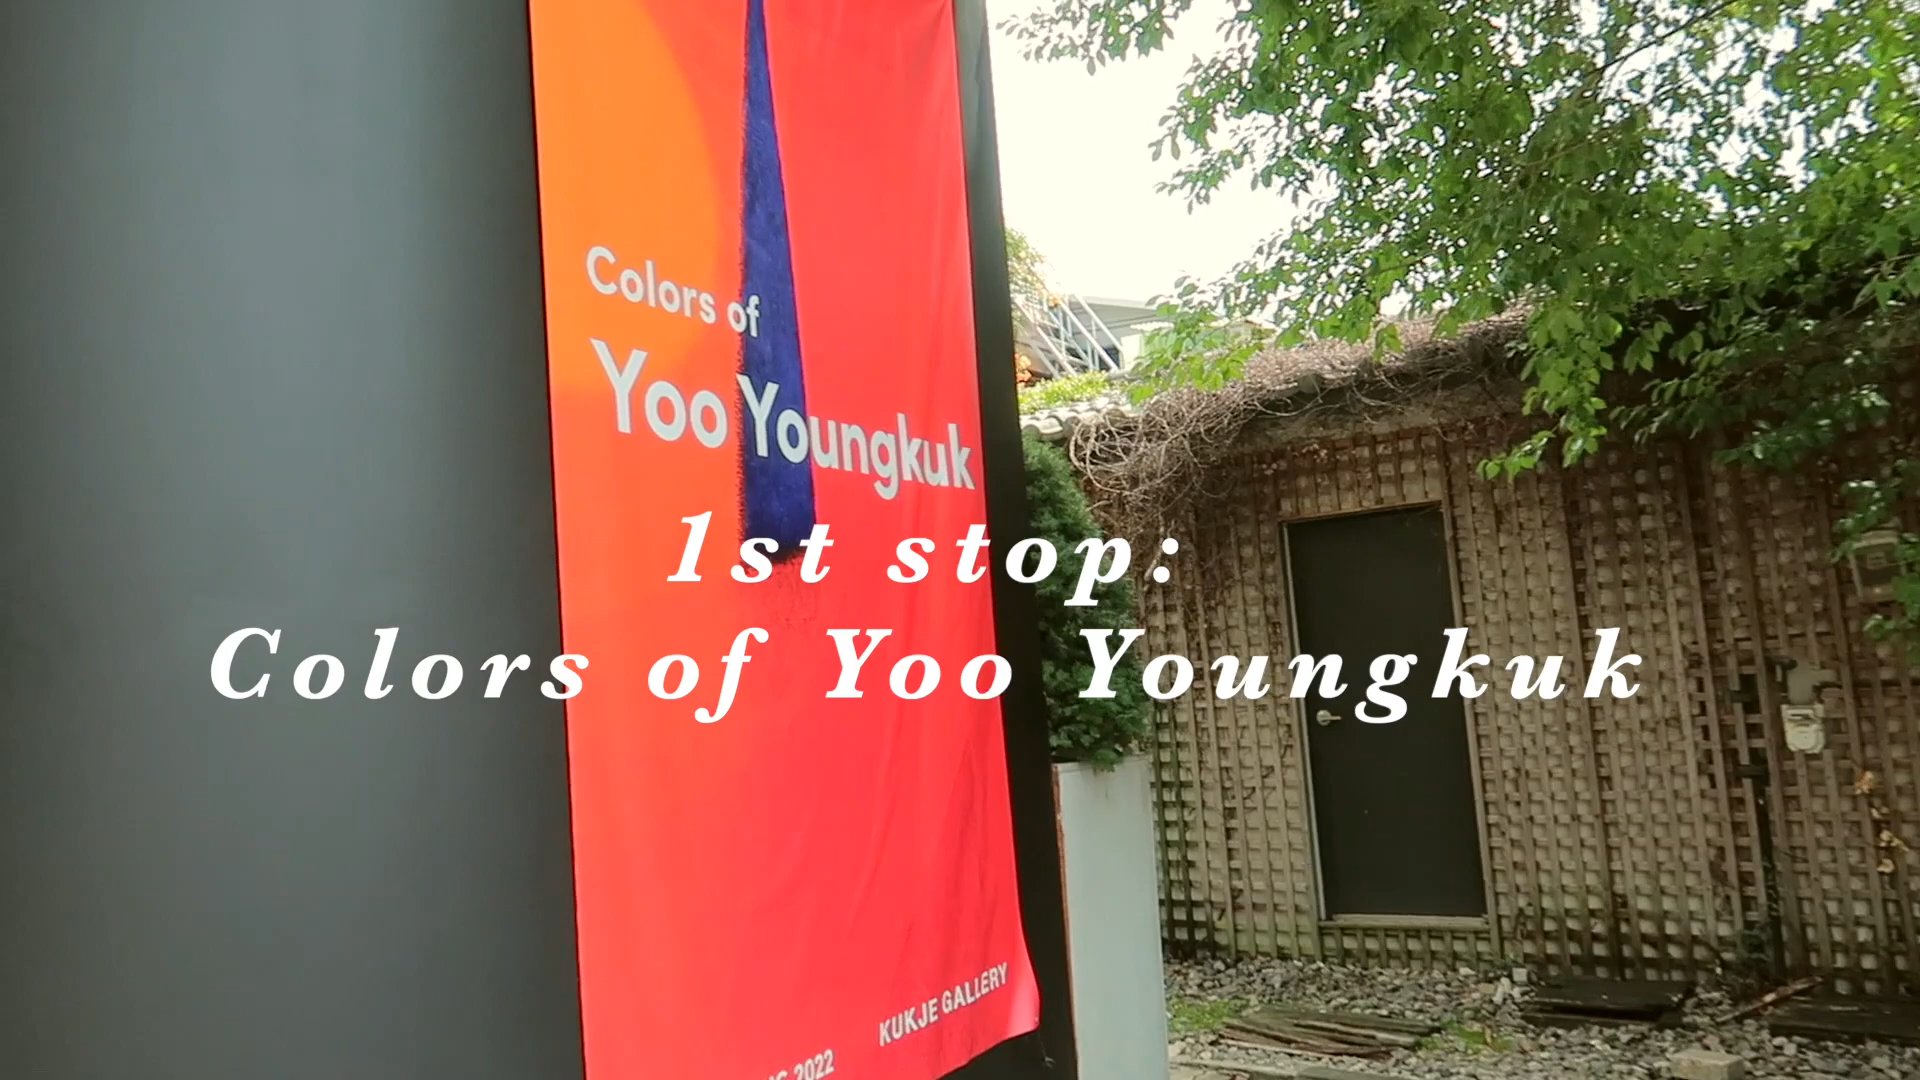 Colors of
Yoo Youngkuk
1st stop:
Colors of Yoo Youngkuk
KUKJE GALLERY
2022